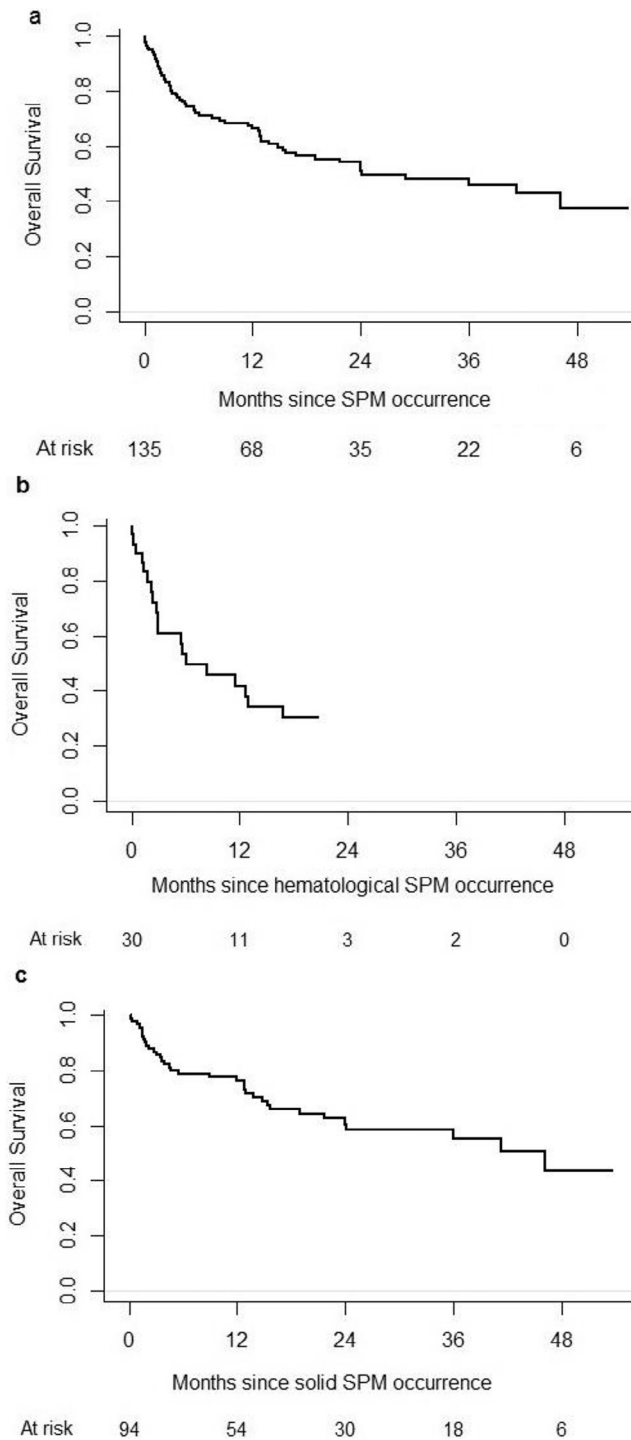 a
Overall Survival
1.0
0.8
0.6
0.4
0.2
0.0
0 12 24 36 48
Months since SPM occurrence
At risk 135 68 35 22 6
b
Overall Survival
1.0
0.8
0.6
0.4
0.2
0.0
0 12 24 36 48
Months since hematological SPM occurrence
At risk 30 11 3 2 0
c
Overall Survival
1.0
0.8
0.6
0.4
0.2
0.0
0 12 24 36 48
Months since solid SPM occurrence
At risk 94 54 30 18 6